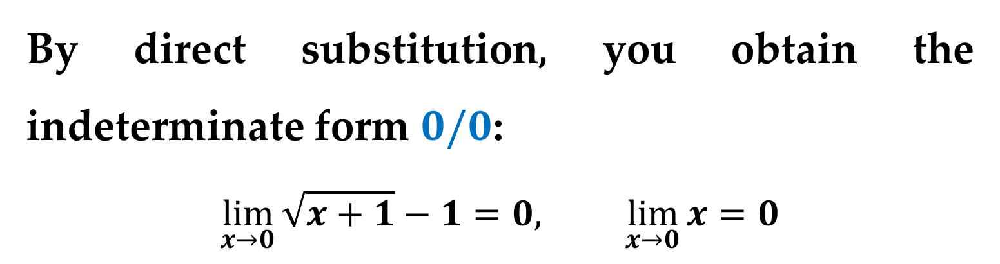 By direct substitution, you obtain the
indeterminate form 0/0:
lim x→0 √(x + 1) − 1 = 0, lim x→0 x = 0